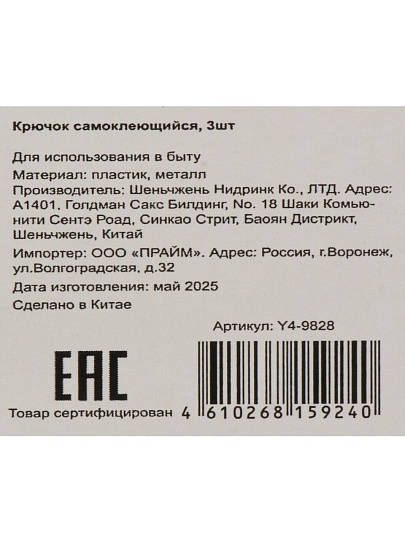 Крючок самоклеющийся, 3шт
Для использования в быту
Материал: пластик, металл
Производитель: Шеньчжень Нидринк Ко., ЛТД. Адрес:
А1401, Голдман Сакс Билдинг, No. 18 Шаки Комью-
нити Сентэ Роад, Синкао Стрит, Баоян Дистрикт,
Шеньчжень, Китай
Импортер: ООО «ПРАЙМ». Адрес: Россия, г.Воронеж,
ул.Волгоградская, д.32
Дата изготовления: май 2025
Сделано в Китае
Артикул: Y4-9828
EAC
Товар сертифицирован
4 610268 159240